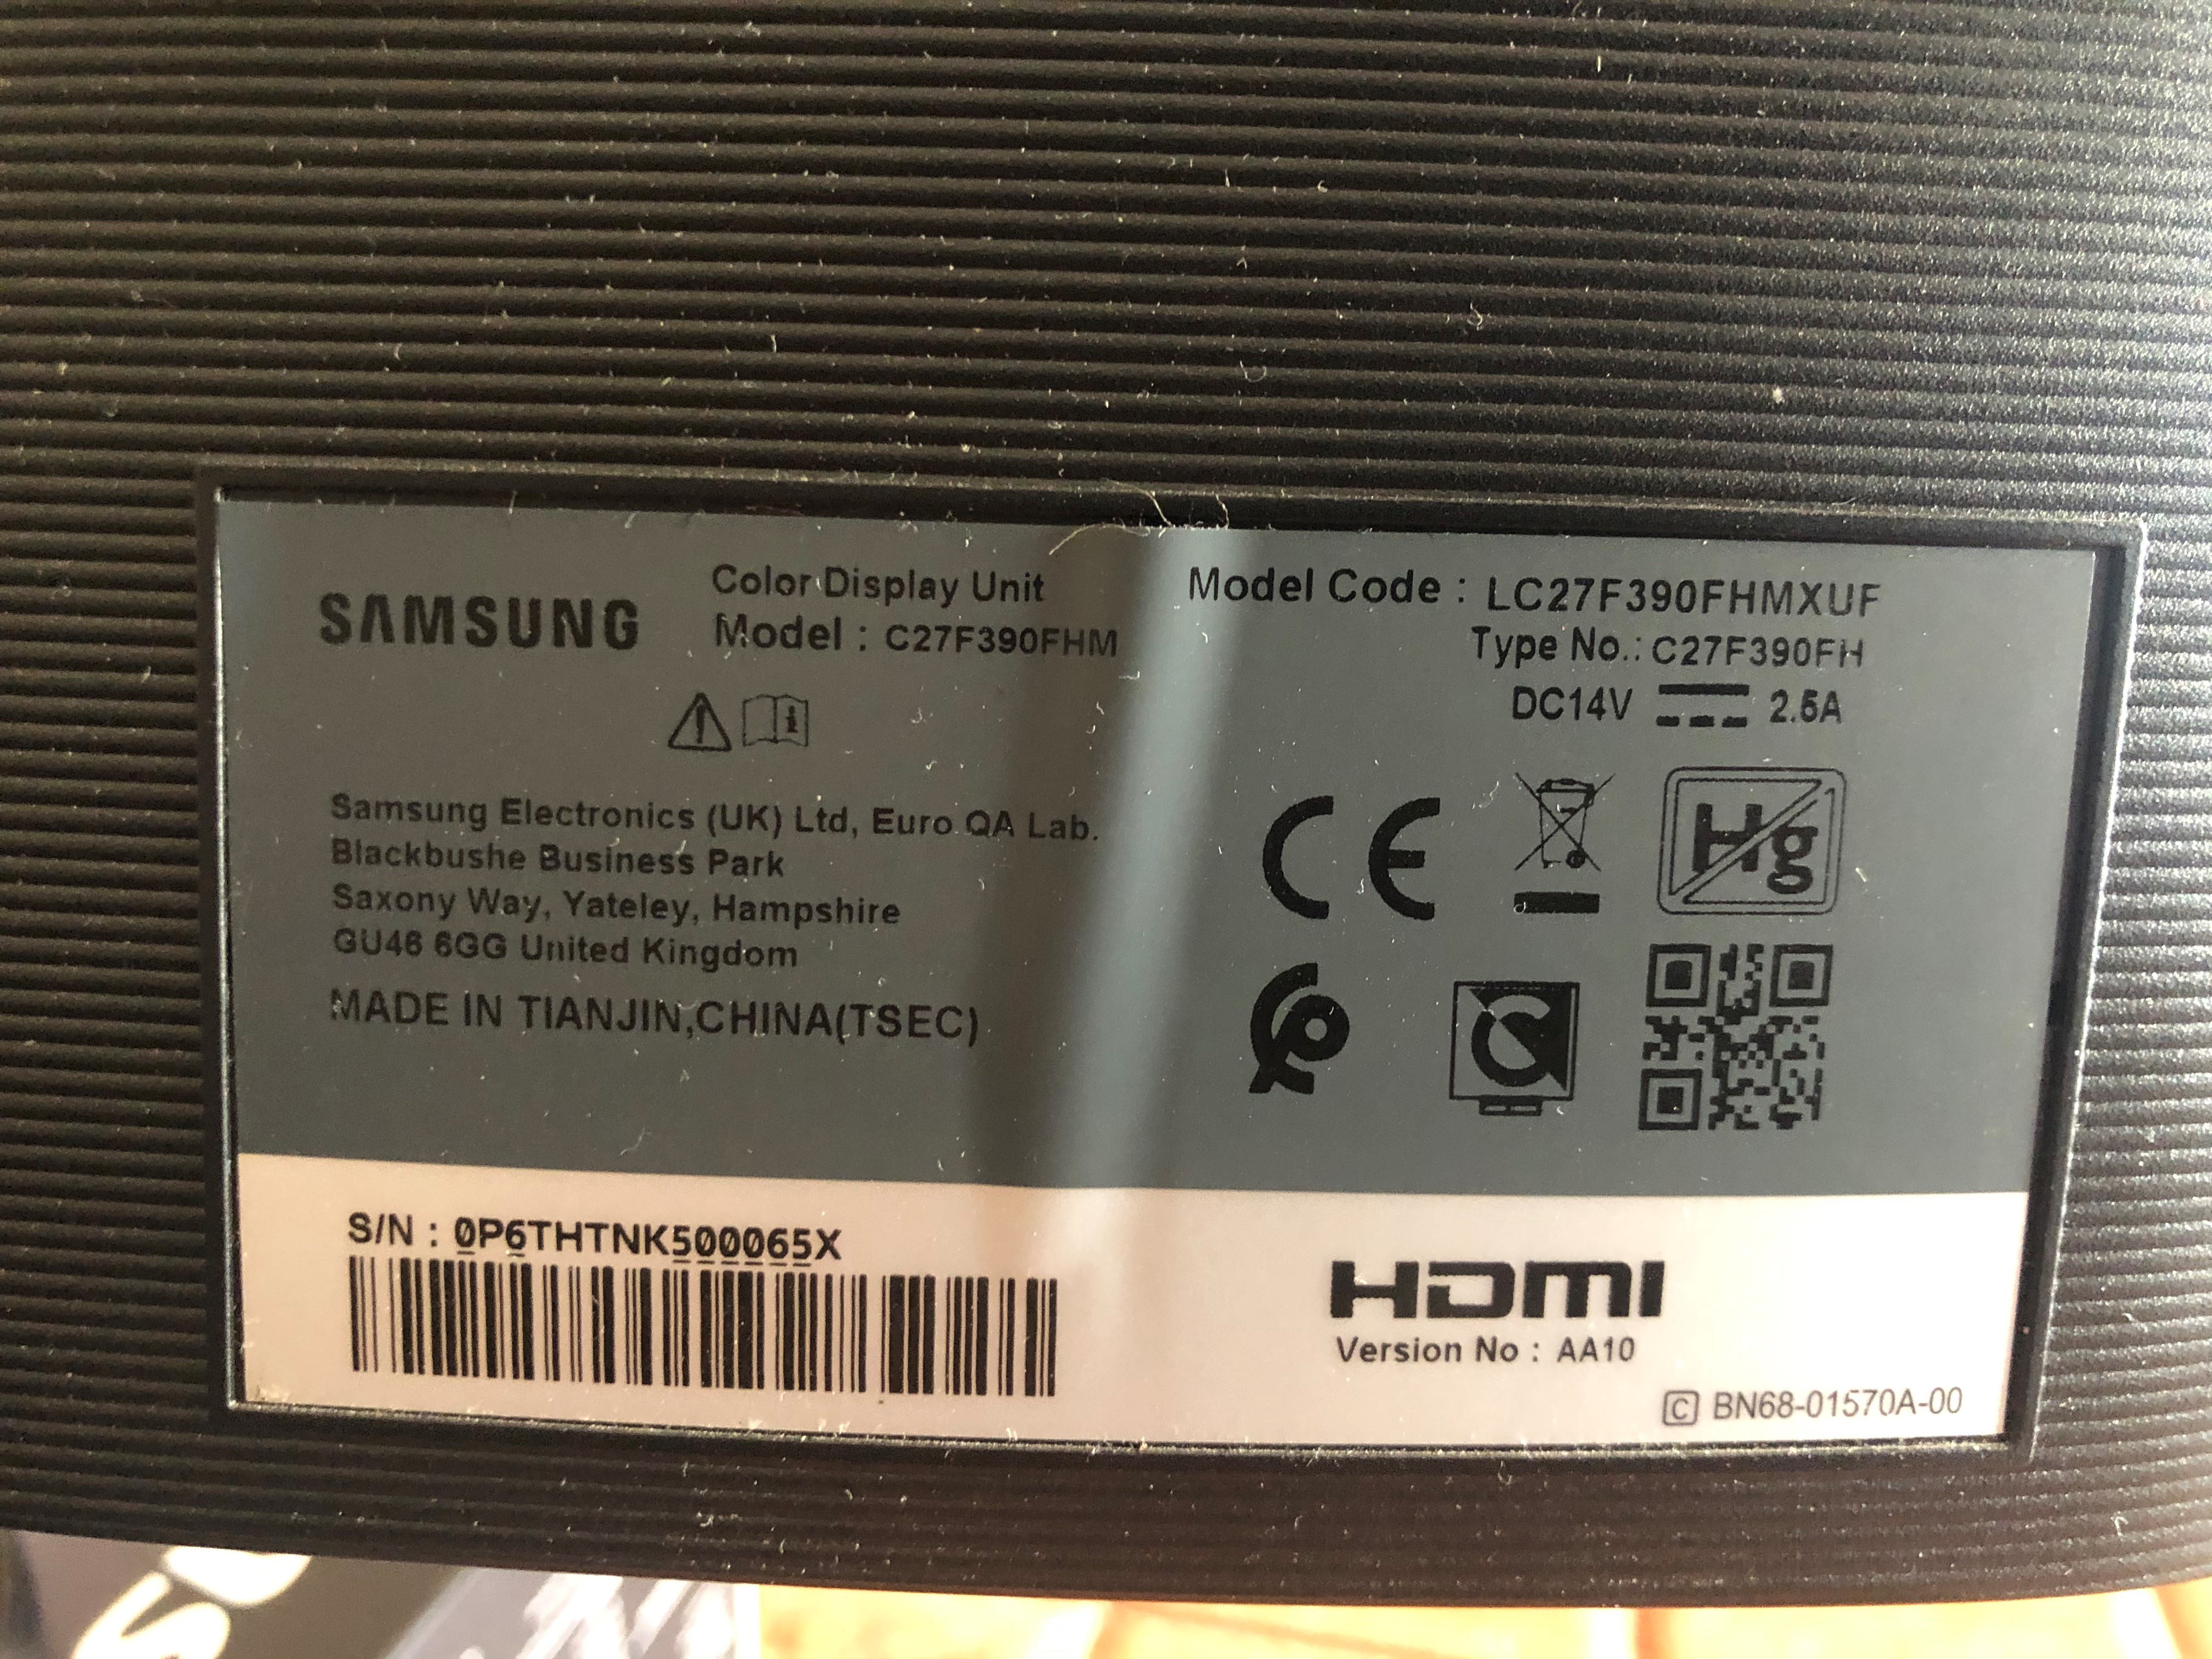 SAMSUNG
Color Display Unit
Model : C27F390FHM
Model Code : LC27F390FHMXUF
Type No.: C27F390FH
DC14V 2.5A
Samsung Electronics (UK) Ltd, Euro QA Lab.
Blackbushe Business Park
Saxony Way, Yateley, Hampshire
GU46 6GG United Kingdom
MADE IN TIANJIN,CHINA(TSEC)
CE
Hg
S/N : 0P6THTNK500065X
HDMI
Version No : AA10
C BN68-01570A-00